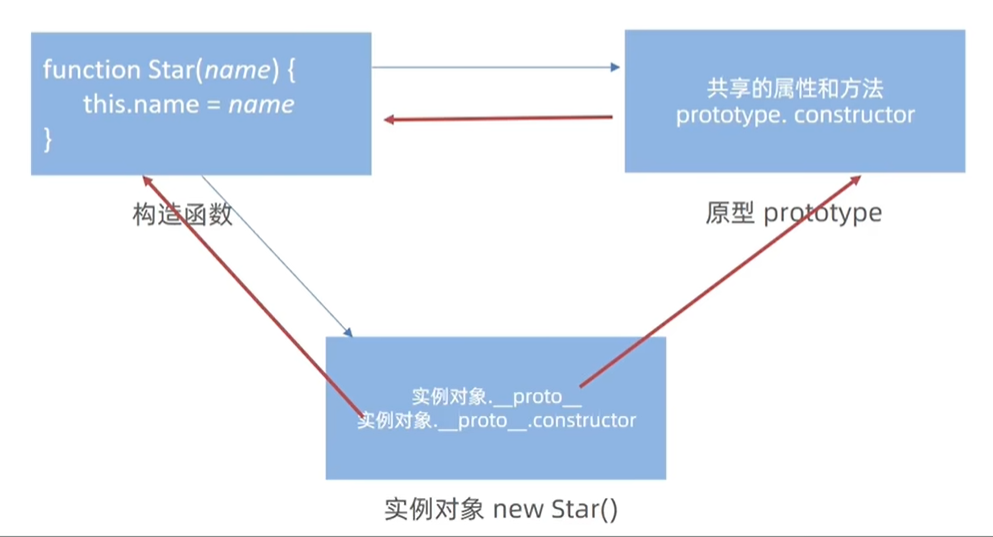 function Star(name) {
this.name = name
}
共享的属性和方法
prototype. constructor
构造函数
原型 prototype
实例对象.__proto__
实例对象.__proto__.constructor
实例对象 new Star()